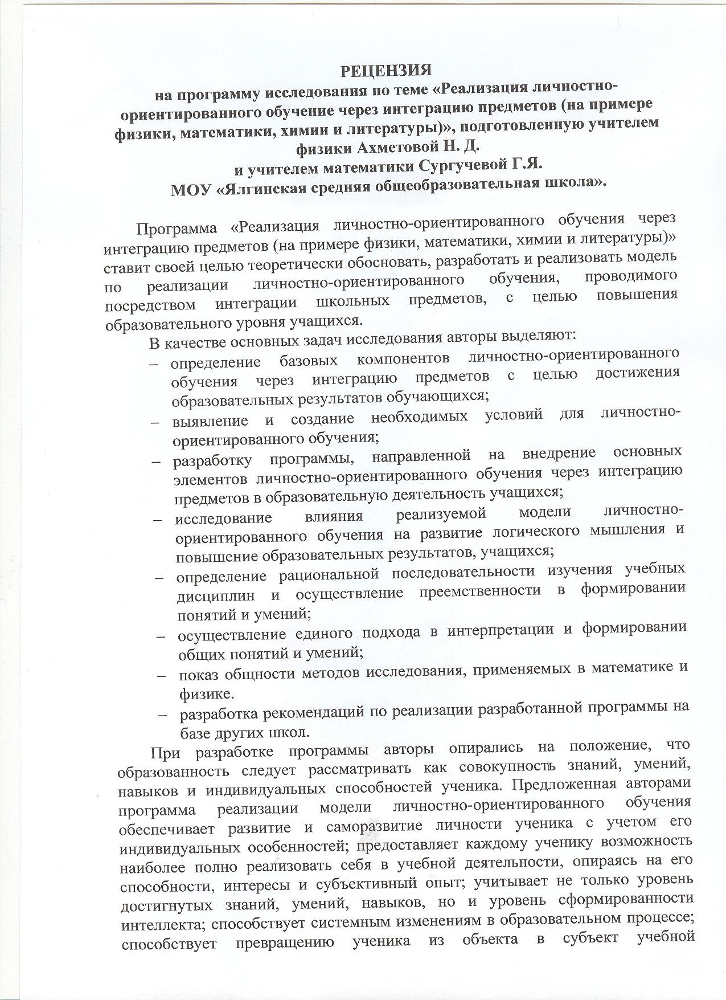 РЕЦЕНЗИЯ
на программу исследования по теме «Реализация личностно-
ориентированного обучение через интеграцию предметов (на примере
физики, математики, химии и литературы)», подготовленную учителем
физики Ахметовой Н. Д.
и учителем математики Сургучевой Г.Я.
МОУ «Ялгинская средняя общеобразовательная школа».
Программа «Реализация личностно-ориентированного обучения через
интеграцию предметов (на примере физики, математики, химии и литературы)»
ставит своей целью теоретически обосновать, разработать и реализовать модель
по реализации личностно-ориентированного обучения, проводимого
посредством интеграции школьных предметов, с целью повышения
образовательного уровня учащихся.
В качестве основных задач исследования авторы выделяют:
– определение базовых компонентов личностно-ориентированного
обучения через интеграцию предметов с целью достижения
образовательных результатов обучающихся;
– выявление и создание необходимых условий для личностно-
ориентированного обучения;
– разработку программы, направленной на внедрение основных
элементов личностно-ориентированного обучения через интеграцию
предметов в образовательную деятельность учащихся;
– исследование влияния реализуемой модели личностно-
ориентированного обучения на развитие логического мышления и
повышение образовательных результатов, учащихся;
– определение рациональной последовательности изучения учебных
дисциплин и осуществление преемственности в формировании
понятий и умений;
– осуществление единого подхода в интерпретации и формировании
общих понятий и умений;
– показ общности методов исследования, применяемых в математике и
физике.
– разработка рекомендаций по реализации разработанной программы на
базе других школ.
При разработке программы авторы опирались на положение, что
образованность следует рассматривать как совокупность знаний, умений,
навыков и индивидуальных способностей ученика. Предложенная авторами
программа реализации модели личностно-ориентированного обучения
обеспечивает развитие и саморазвитие личности ученика с учетом его
индивидуальных особенностей; предоставляет каждому ученику возможность
наиболее полно реализовать себя в учебной деятельности, опираясь на его
способности, интересы и субъективный опыт; учитывает не только уровень
достигнутых знаний, умений, навыков, но и уровень сформированности
интеллекта; способствует системным изменениям в образовательном процессе;
способствует превращению ученика из объекта в субъект учебной